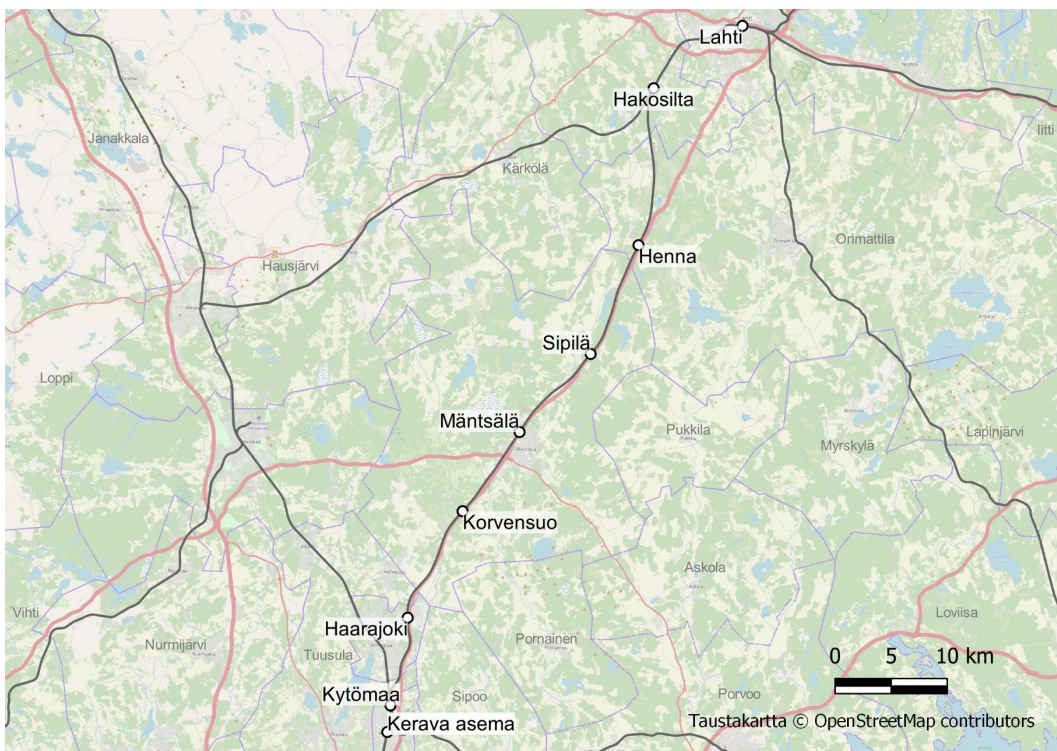 Lahti
Hakosilta
Janakkala
Iitti
Kärkölä
Orimattila
Henna
Hausjärvi
Sipilä
Loppi
Mäntsälä
Pukkila
Myrskylä
Lapinjärvi
Korvensuo
Askola
Vihti
Loviisa
Haarajoki
Nurmijärvi
Tuusula
Pornainen
0 5 10 km
Kytömaa
Sipoo
Porvoo
Kerava asema
Taustakartta © OpenStreetMap contributors